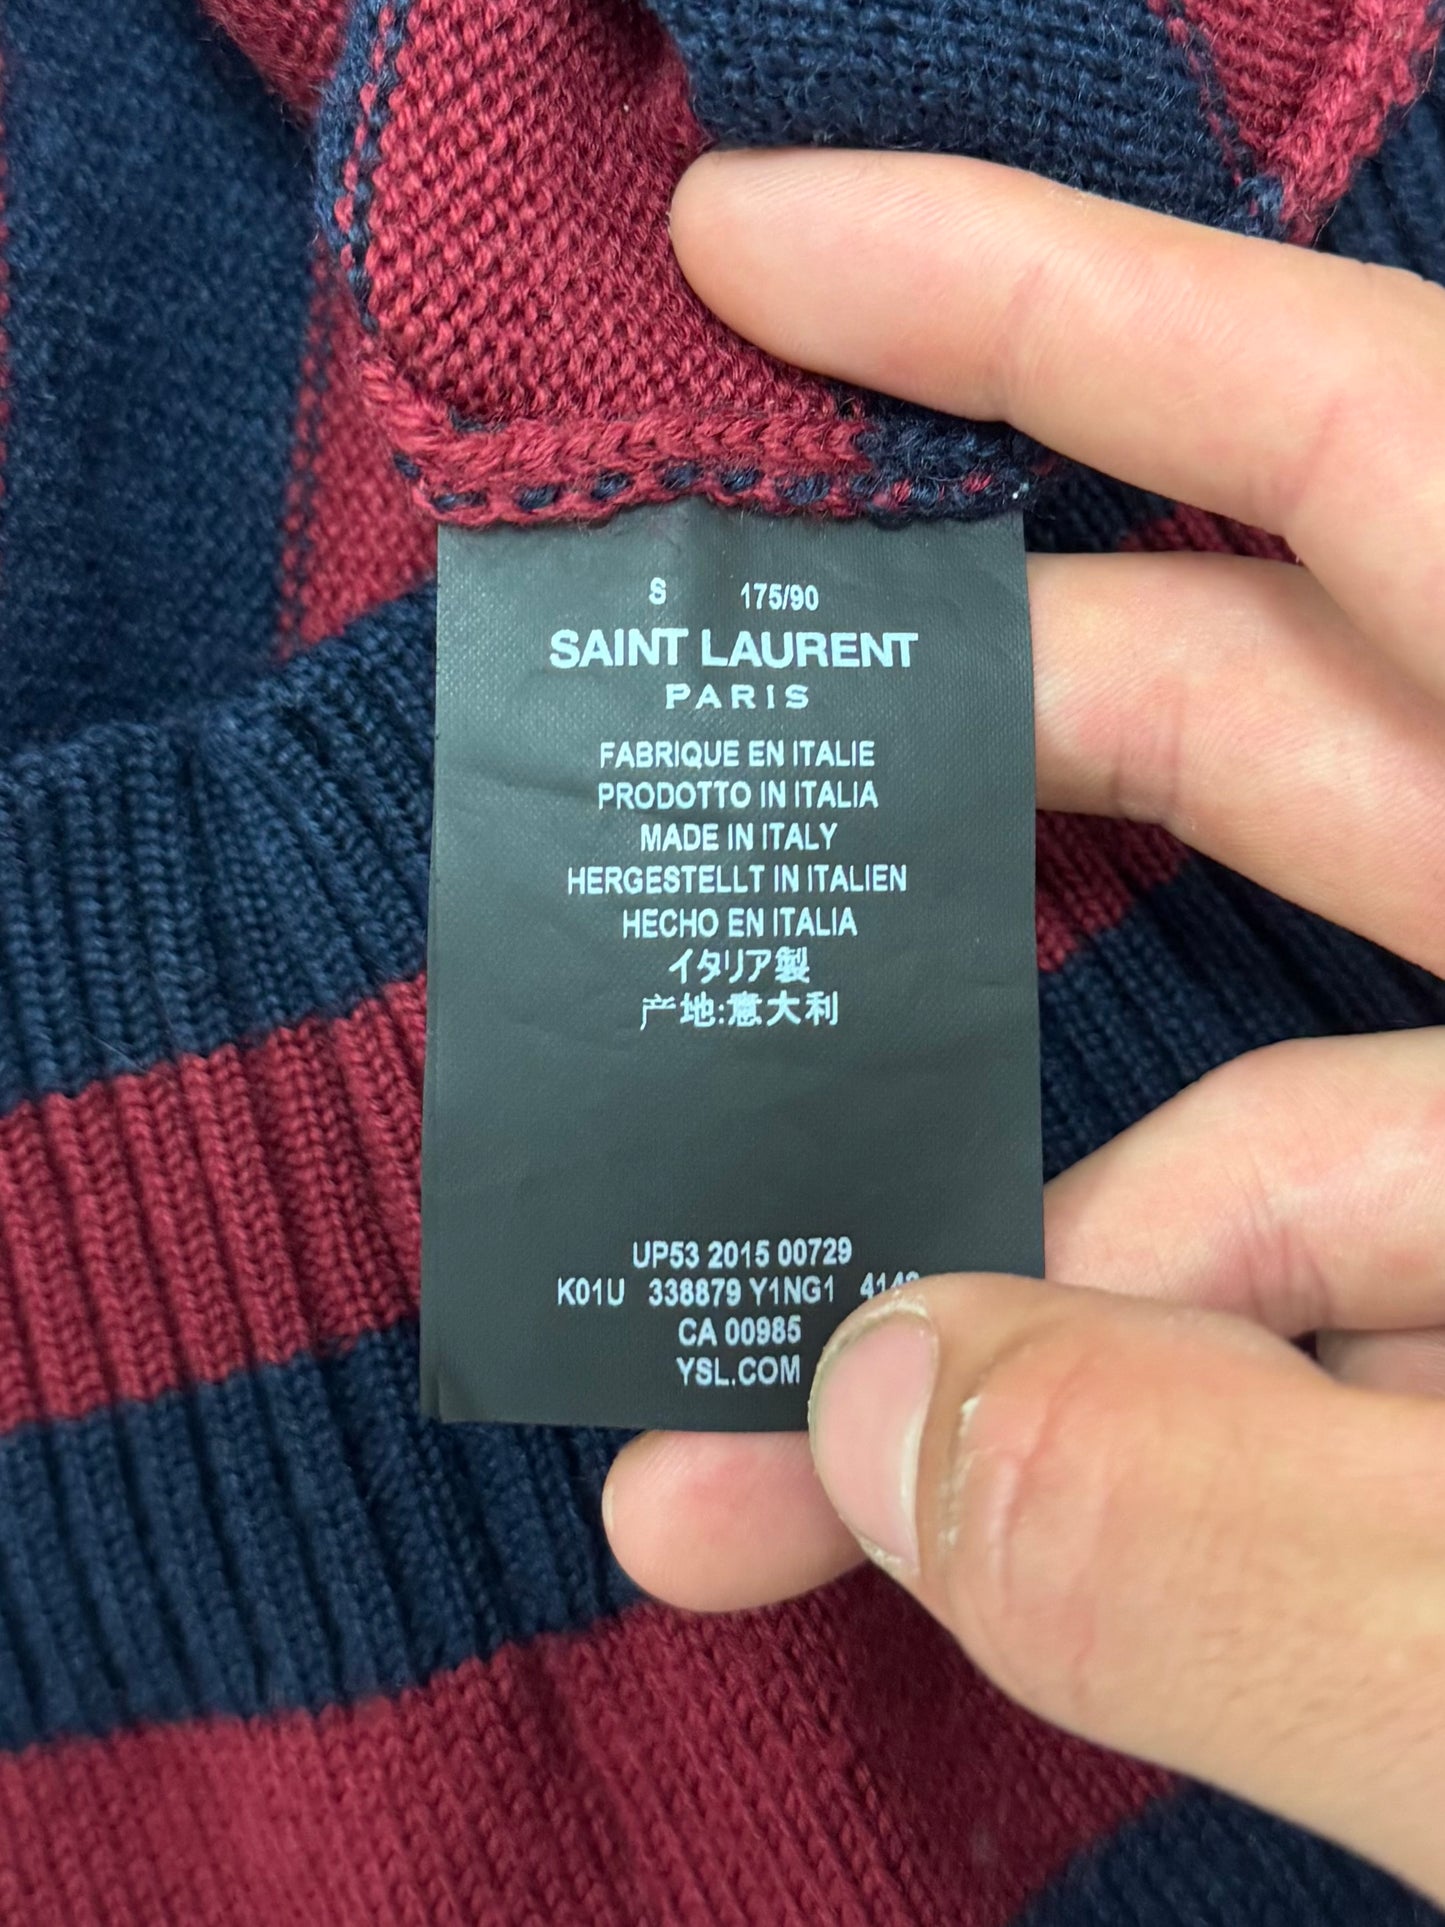 S 175/90
SAINT LAURENT
PARIS
FABRIQUE EN ITALIE
PRODOTTO IN ITALIA
MADE IN ITALY
HERGESTELLT IN ITALIEN
HECHO EN ITALIA
イタリア製
产地:意大利
UP53 2015 00729
K01U 338879 Y1NG1
CA 00985
YSL.COM